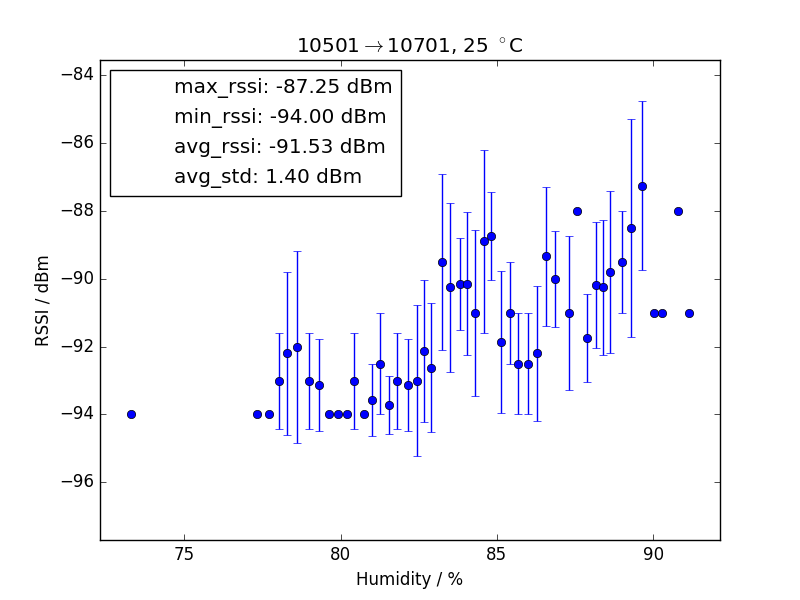 10501→10701, 25 °C
max_rssi: -87.25 dBm
min_rssi: -94.00 dBm
avg_rssi: -91.53 dBm
avg_std: 1.40 dBm
RSSI / dBm
−84
−86
−88
−90
−92
−94
−96
75 80 85 90
Humidity / %